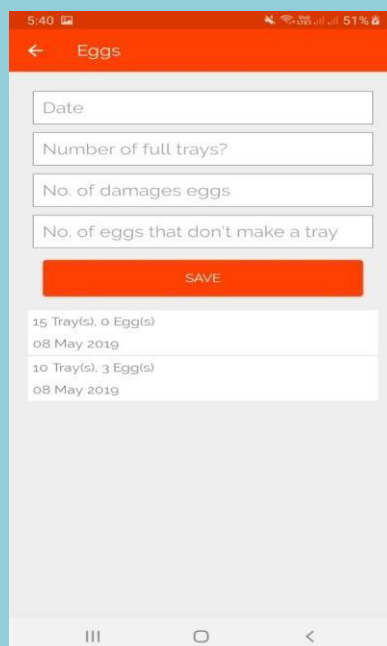 5:40 51%
Eggs
Date
Number of full trays?
No. of damages eggs
No. of eggs that don't make a tray
SAVE
15 Tray(s), 0 Egg(s)
08 May 2019
10 Tray(s), 3 Egg(s)
08 May 2019